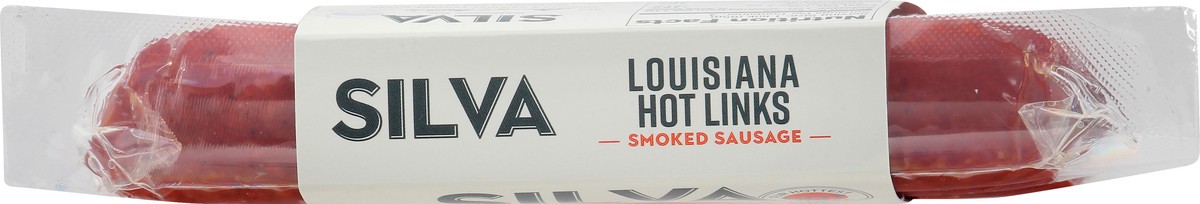 SILVA
Nutrition Facts
SILVA
LOUISIANA
HOT LINKS
— SMOKED SAUSAGE —
SILVA